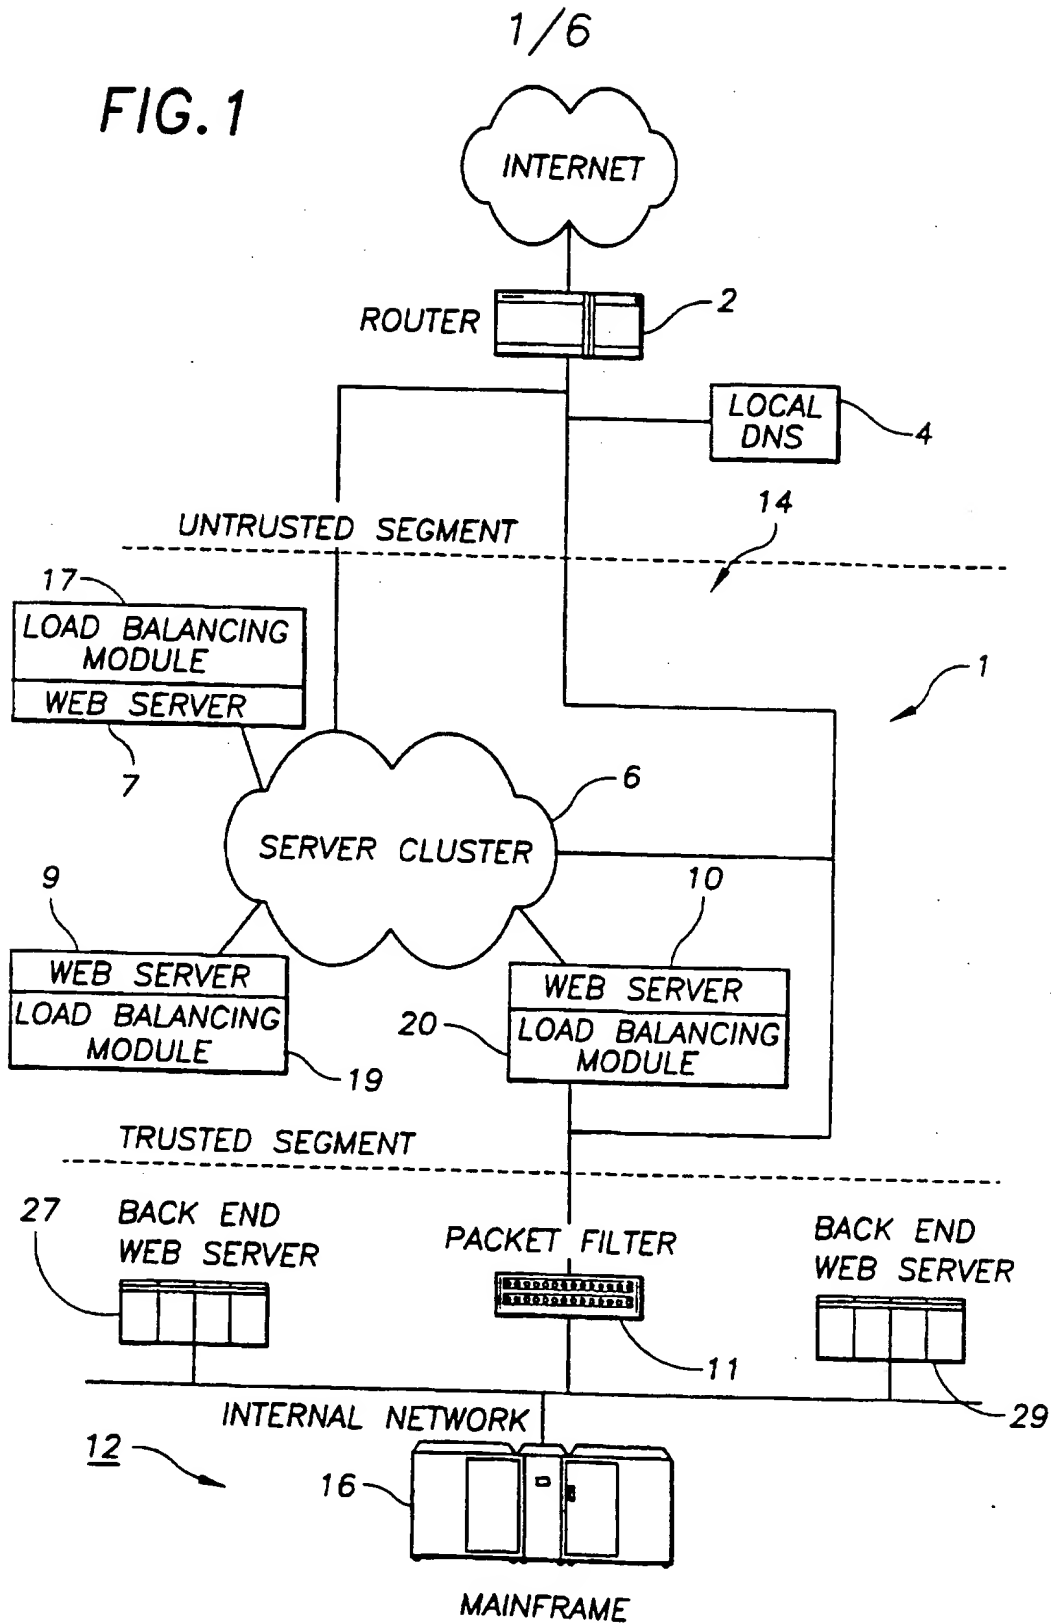 1/6
FIG. 1
INTERNET
ROUTER
2
LOCAL
DNS
4
UNTRUSTED SEGMENT
14
17
LOAD BALANCING
MODULE
WEB SERVER
7
1
6
SERVER CLUSTER
9
10
WEB SERVER
LOAD BALANCING
MODULE
19
WEB SERVER
LOAD BALANCING
MODULE
20
TRUSTED SEGMENT
27
BACK END
WEB SERVER
PACKET FILTER
BACK END
WEB SERVER
11
29
INTERNAL NETWORK
12
16
MAINFRAME